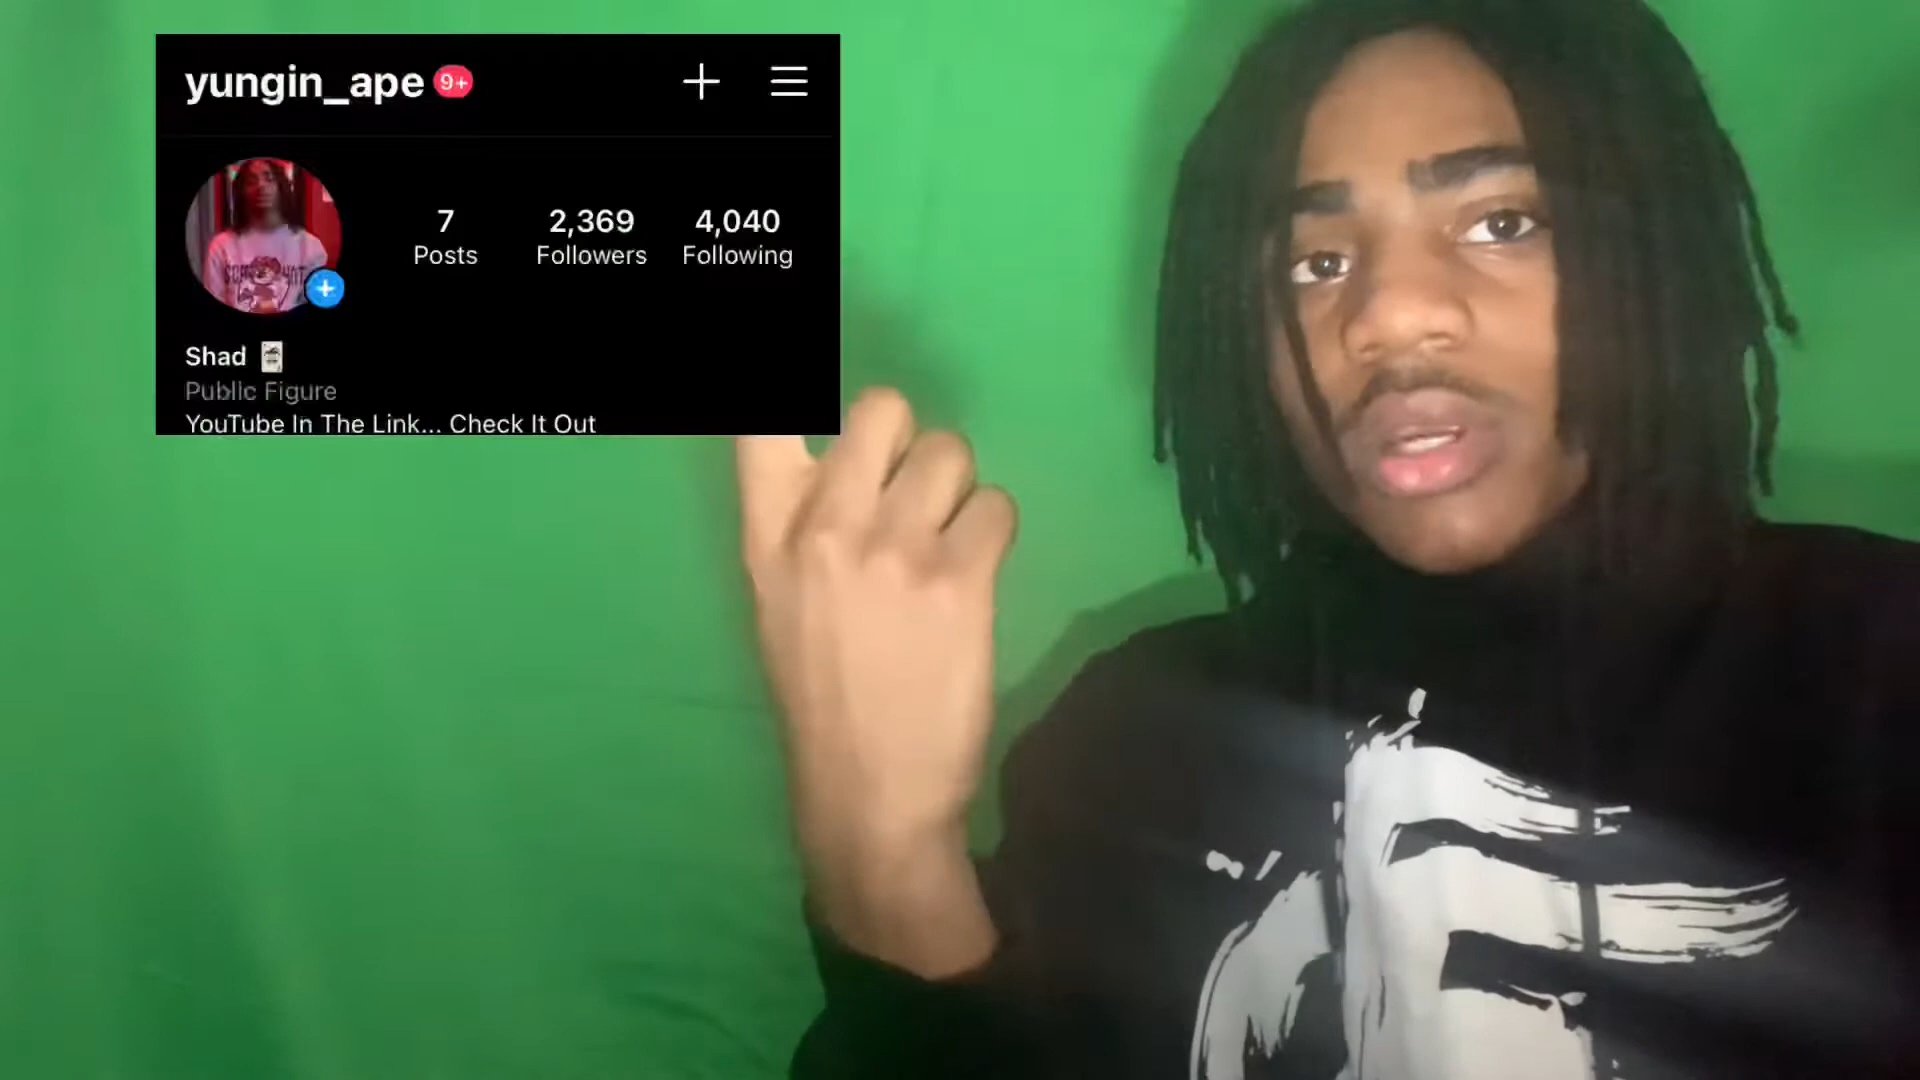 yungin_ape 9+
7 2,369 4,040
Posts Followers Following
Shad
Public Figure
YouTube In The Link... Check It Out